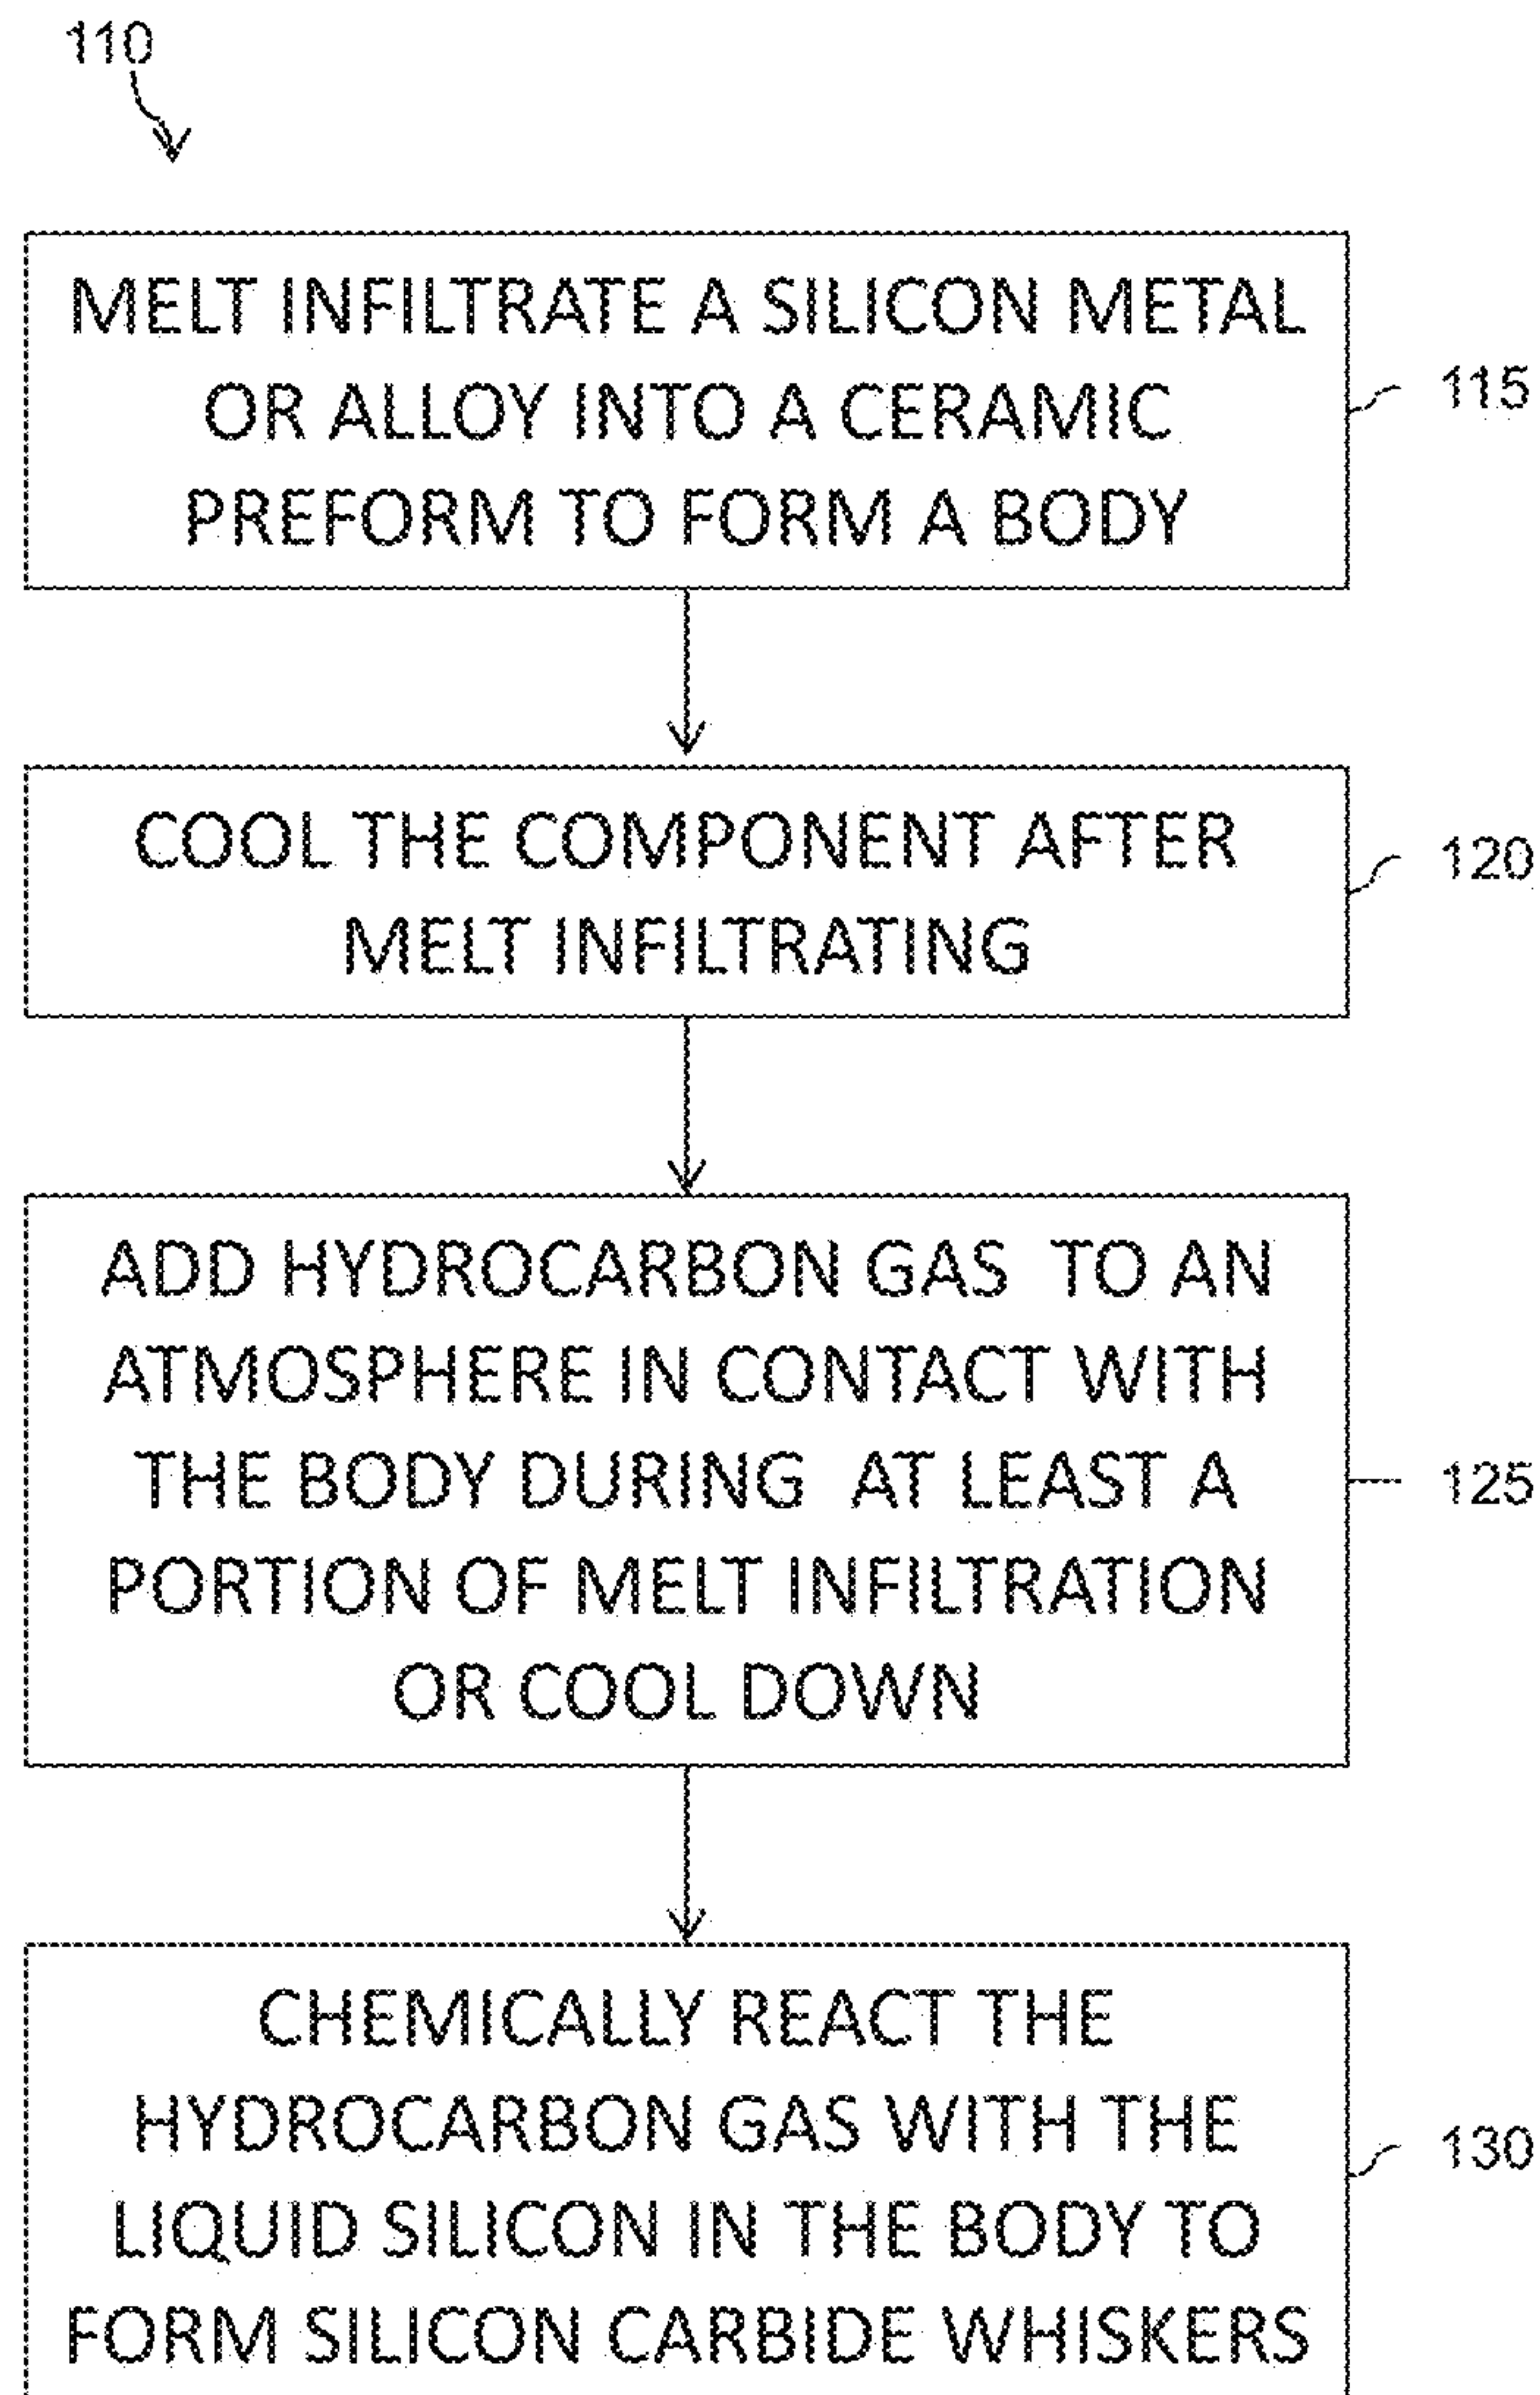 110
MELT INFILTRATE A SILICON METAL
OR ALLOY INTO A CERAMIC
PREFORM TO FORM A BODY
115
COOL THE COMPONENT AFTER
MELT INFILTRATING
120
ADD HYDROCARBON GAS TO AN
ATMOSPHERE IN CONTACT WITH
THE BODY DURING AT LEAST A
PORTION OF MELT INFILTRATION
OR COOL DOWN
125
CHEMICALLY REACT THE
HYDROCARBON GAS WITH THE
LIQUID SILICON IN THE BODY TO
FORM SILICON CARBIDE WHISKERS
130